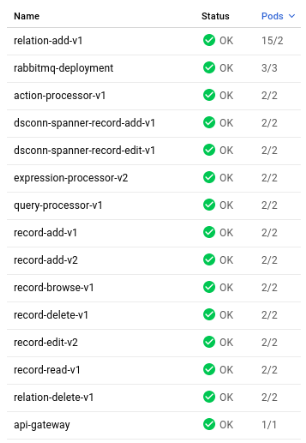 Name Status Pods
relation-add-v1 OK 15/2
rabbitmq-deployment OK 3/3
action-processor-v1 OK 2/2
dsconn-spanner-record-add-v1 OK 2/2
dsconn-spanner-record-edit-v1 OK 2/2
expression-processor-v2 OK 2/2
query-processor-v1 OK 2/2
record-add-v1 OK 2/2
record-add-v2 OK 2/2
record-browse-v1 OK 2/2
record-delete-v1 OK 2/2
record-edit-v2 OK 2/2
record-read-v1 OK 2/2
relation-delete-v1 OK 2/2
api-gateway OK 1/1